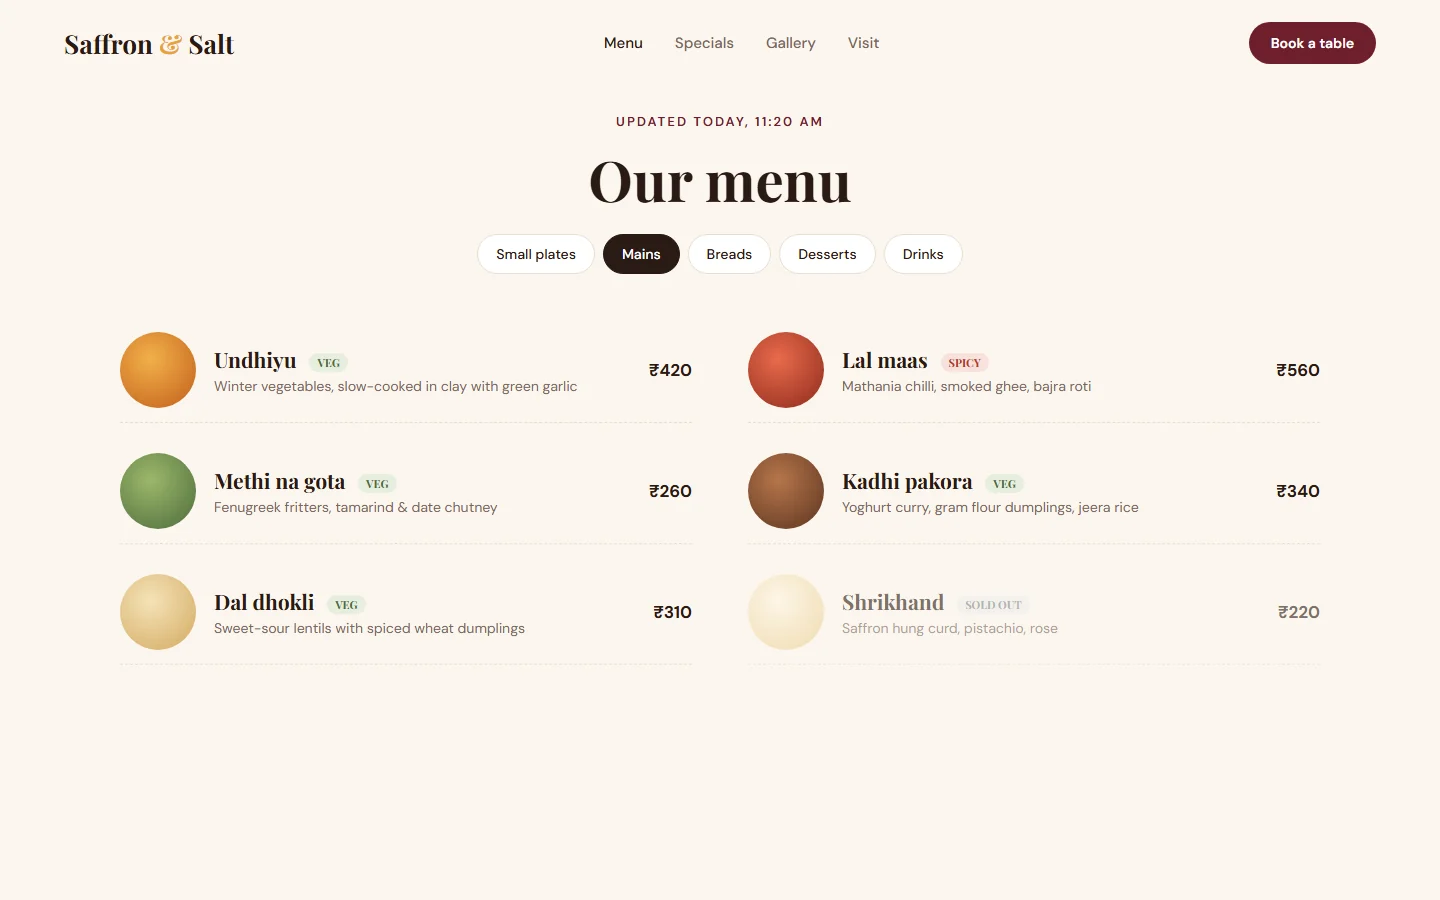 Saffron & Salt
Menu
Specials
Gallery
Visit
Book a table
UPDATED TODAY, 11:20 AM
Our menu
Small plates
Mains
Breads
Desserts
Drinks
Undhiyu VEG
Winter vegetables, slow-cooked in clay with green garlic
₹420
Lal maas SPICY
Mathania chilli, smoked ghee, bajra roti
₹560
Methi na gota VEG
Fenugreek fritters, tamarind & date chutney
₹260
Kadhi pakora VEG
Yoghurt curry, gram flour dumplings, jeera rice
₹340
Dal dhokli VEG
Sweet-sour lentils with spiced wheat dumplings
₹310
Shrikhand SOLD OUT
Saffron hung curd, pistachio, rose
₹220